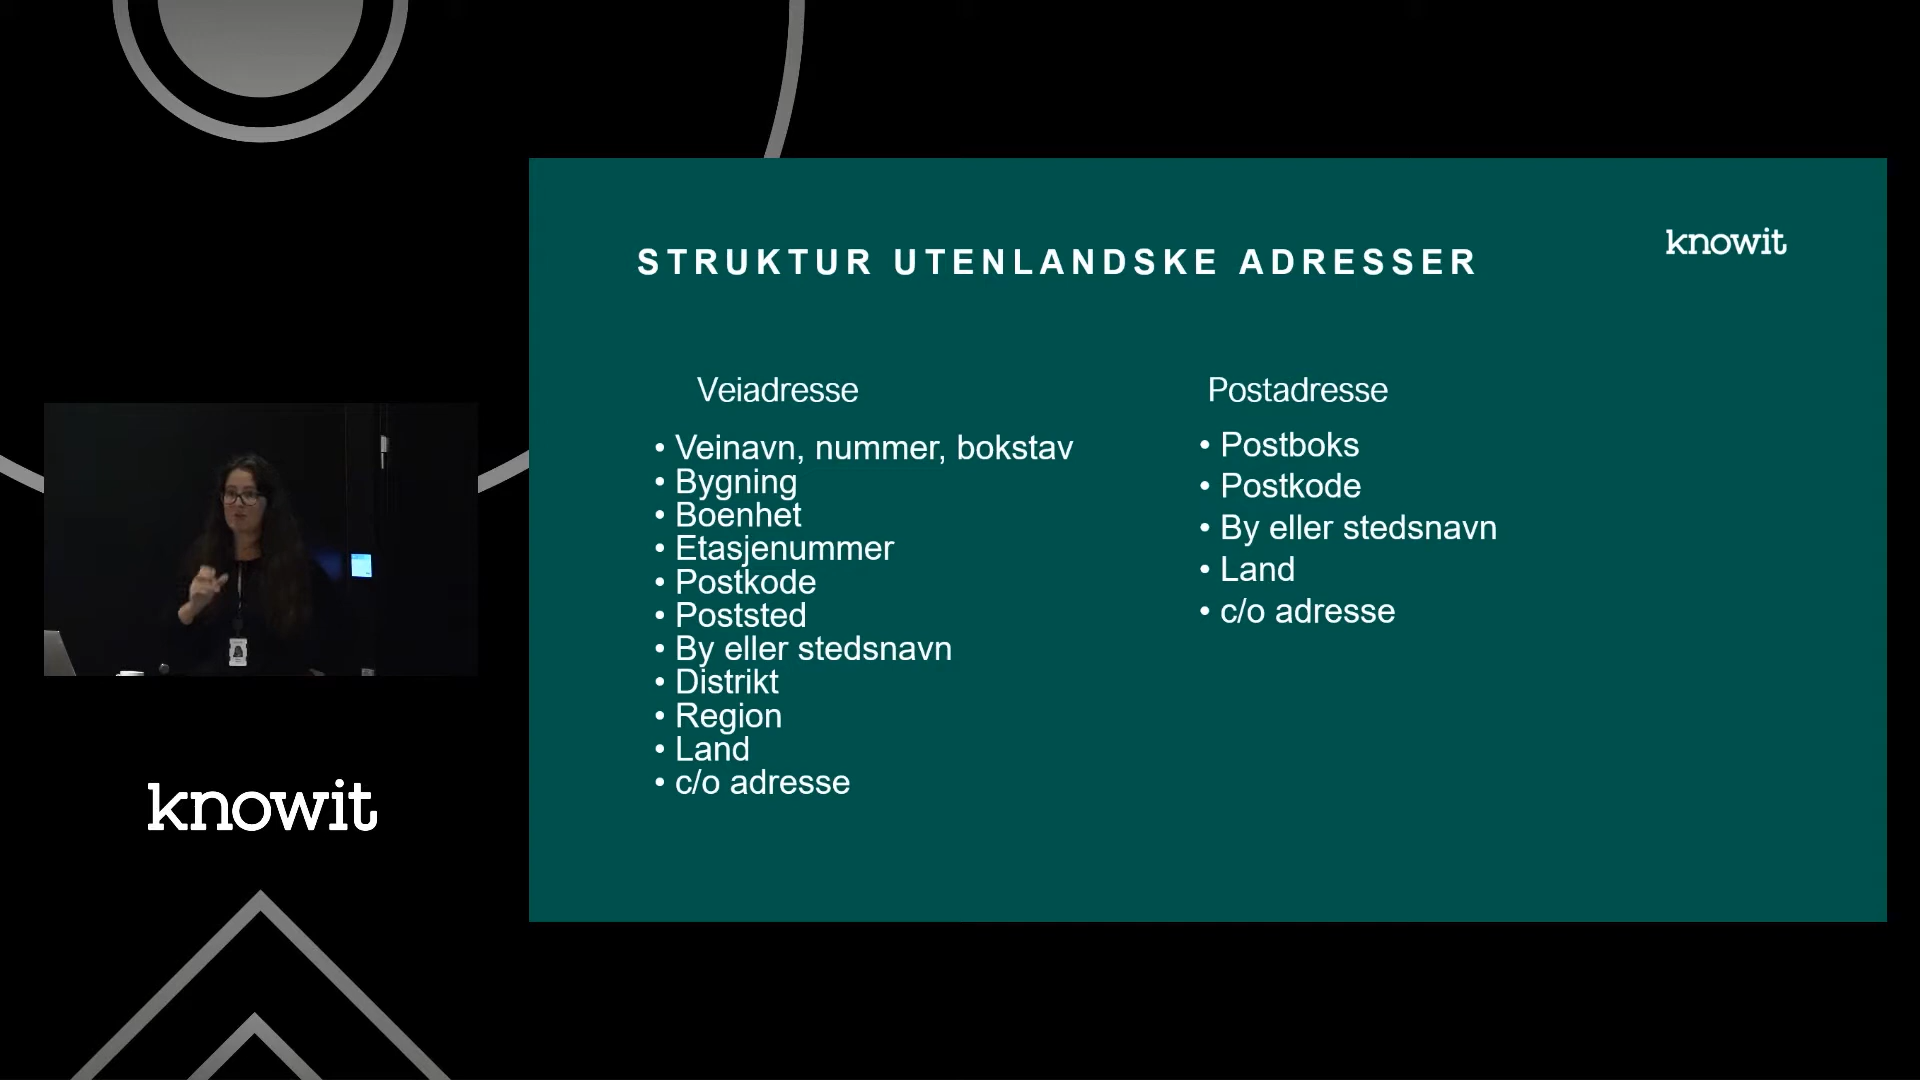 STRUKTUR UTENLANDSKE ADRESSER
knowit
Veiadresse
• Veinavn, nummer, bokstav
• Bygning
• Boenhet
• Etasjenummer
• Postkode
• Poststed
• By eller stedsnavn
• Distrikt
• Region
• Land
• c/o adresse
Postadresse
• Postboks
• Postkode
• By eller stedsnavn
• Land
• c/o adresse
knowit